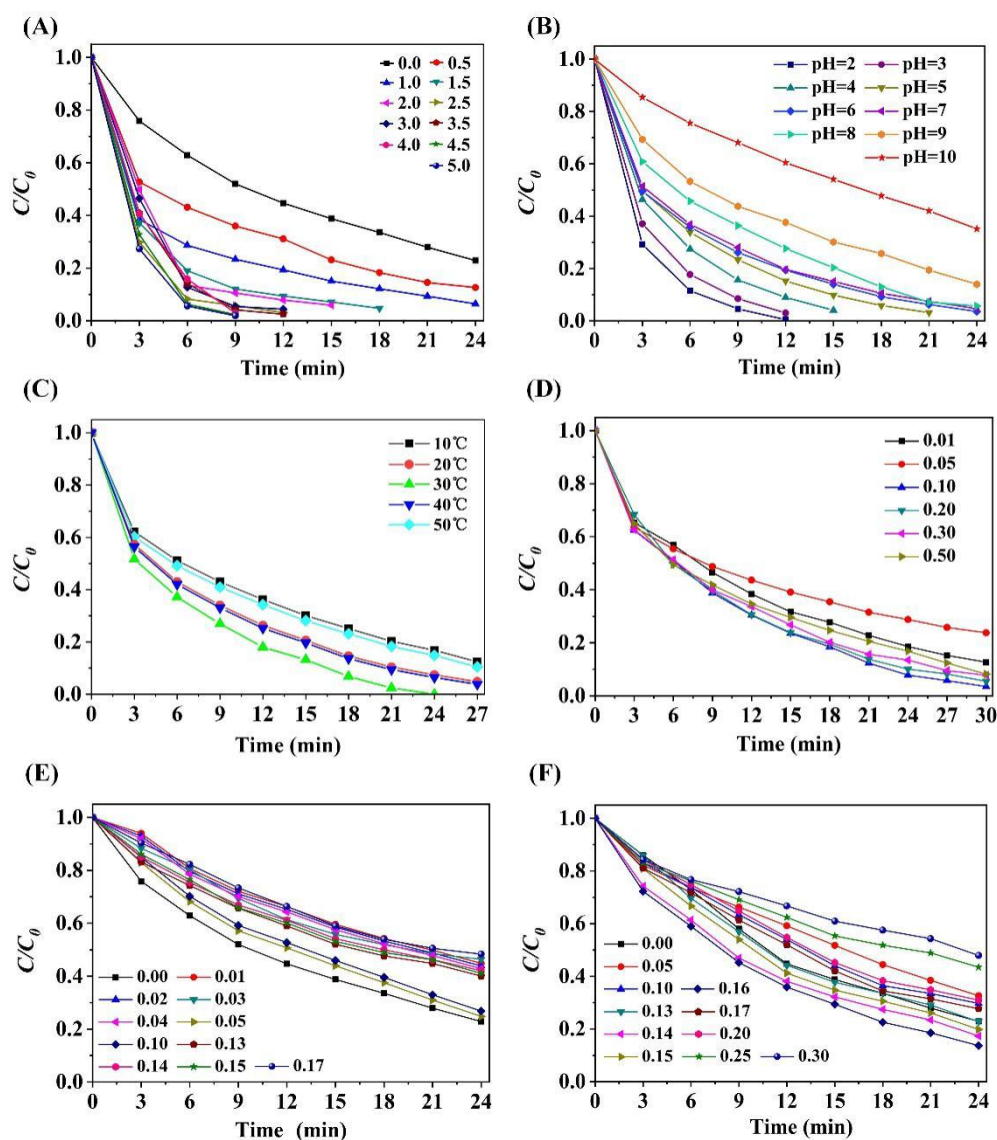 (A)
1.0
0.8
0.6
0.4
0.2
0.0
C/C0
0 3 6 9 12 15 18 21 24
Time (min)
0.0 0.5
1.0 1.5
2.0 2.5
3.0 3.5
4.0 4.5
5.0
(B)
1.0
0.8
0.6
0.4
0.2
0.0
C/C0
0 3 6 9 12 15 18 21 24
Time (min)
pH=2 pH=3
pH=4 pH=5
pH=6 pH=7
pH=8 pH=9
pH=10
(C)
1.0
0.8
0.6
0.4
0.2
0.0
C/C0
0 3 6 9 12 15 18 21 24 27
Time (min)
10℃
20℃
30℃
40℃
50℃
(D)
1.0
0.8
0.6
0.4
0.2
0.0
C/C0
0 3 6 9 12 15 18 21 24 27 30
Time (min)
0.01
0.05
0.10
0.20
0.30
0.50
(E)
1.0
0.8
0.6
0.4
0.2
0.0
C/C0
0 3 6 9 12 15 18 21 24
Time (min)
0.00 0.01
0.02 0.03
0.04 0.05
0.10 0.13
0.14 0.15 0.17
(F)
1.0
0.8
0.6
0.4
0.2
0.0
C/C0
0 3 6 9 12 15 18 21 24
Time (min)
0.00
0.05
0.10 0.16
0.13 0.17
0.14 0.20
0.15 0.25 0.30